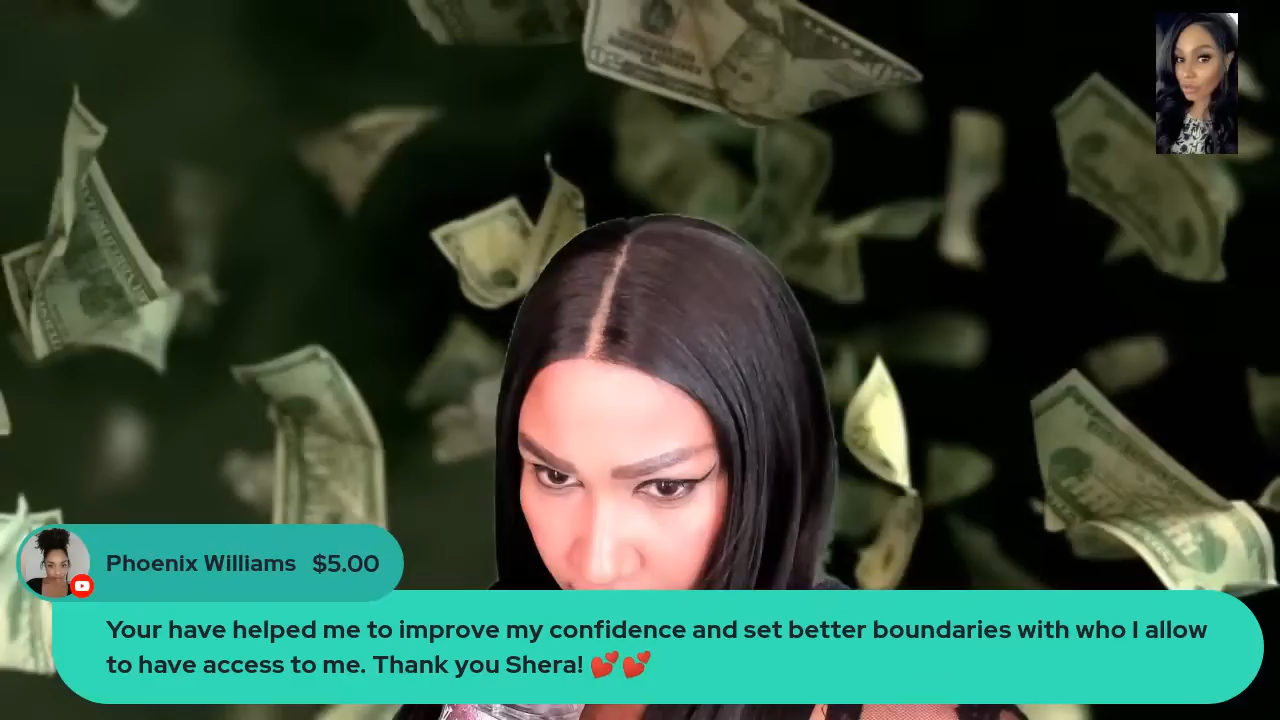 Phoenix Williams $5.00
Your have helped me to improve my confidence and set better boundaries with who I allow
to have access to me. Thank you Shera! 💕💕